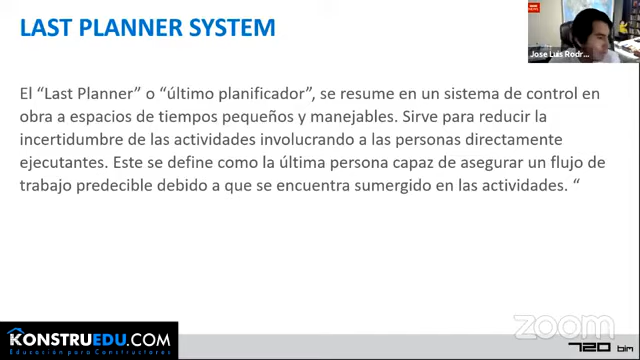 LAST PLANNER SYSTEM
Jose Luis Rodr...
El “Last Planner” o “último planificador”, se resume en un sistema de control en
obra a espacios de tiempos pequeños y manejables. Sirve para reducir la
incertidumbre de las actividades involucrando a las personas directamente
ejecutantes. Este se define como la última persona capaz de asegurar un flujo de
trabajo predecible debido a que se encuentra sumergido en las actividades. “
KONSTRUEDU.COM
Educación para Constructores
zoom
720 bim